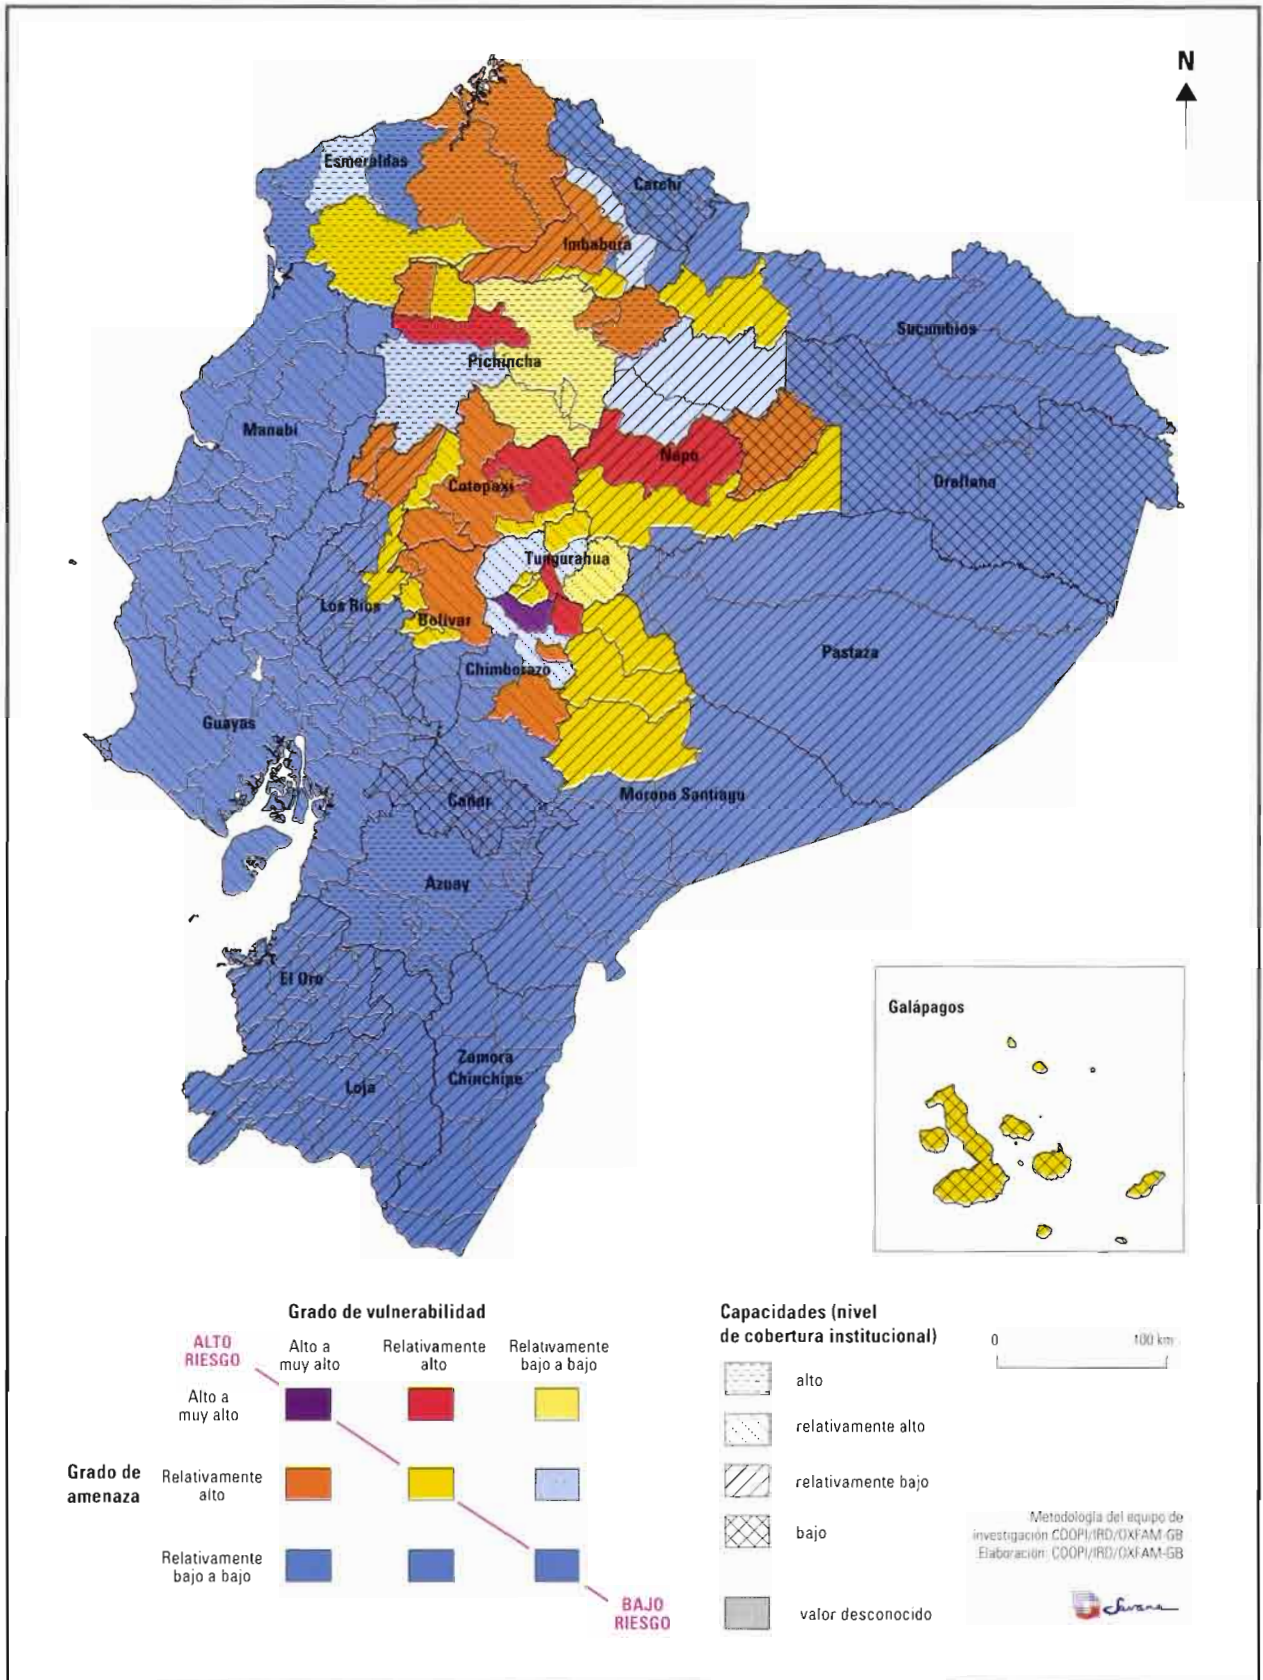 N
Esmeraldas
Carchi
Imbabura
Sucumbíos
Pichincha
Manabí
Napo
Cotopaxi
Orellana
Tungurahua
Los Ríos
Bolívar
Pastaza
Chimborazo
Guayas
Morona Santiago
Cañar
Azuay
El Oro
Galápagos
Zamora
Chinchipe
Loja
Grado de vulnerabilidad
ALTO
RIESGO
Alto a
muy alto
Relativamente
alto
Relativamente
bajo a bajo
Alto a
muy alto
Grado de
amenaza
Relativamente
alto
Relativamente
bajo a bajo
BAJO
RIESGO
Capacidades (nivel
de cobertura institucional)
alto
relativamente alto
relativamente bajo
bajo
valor desconocido
0 100 km
Metodología del equipo de
investigación COOPI/IRD/OXFAM-GB
Elaboración: COOPI/IRD/OXFAM-GB
Savane